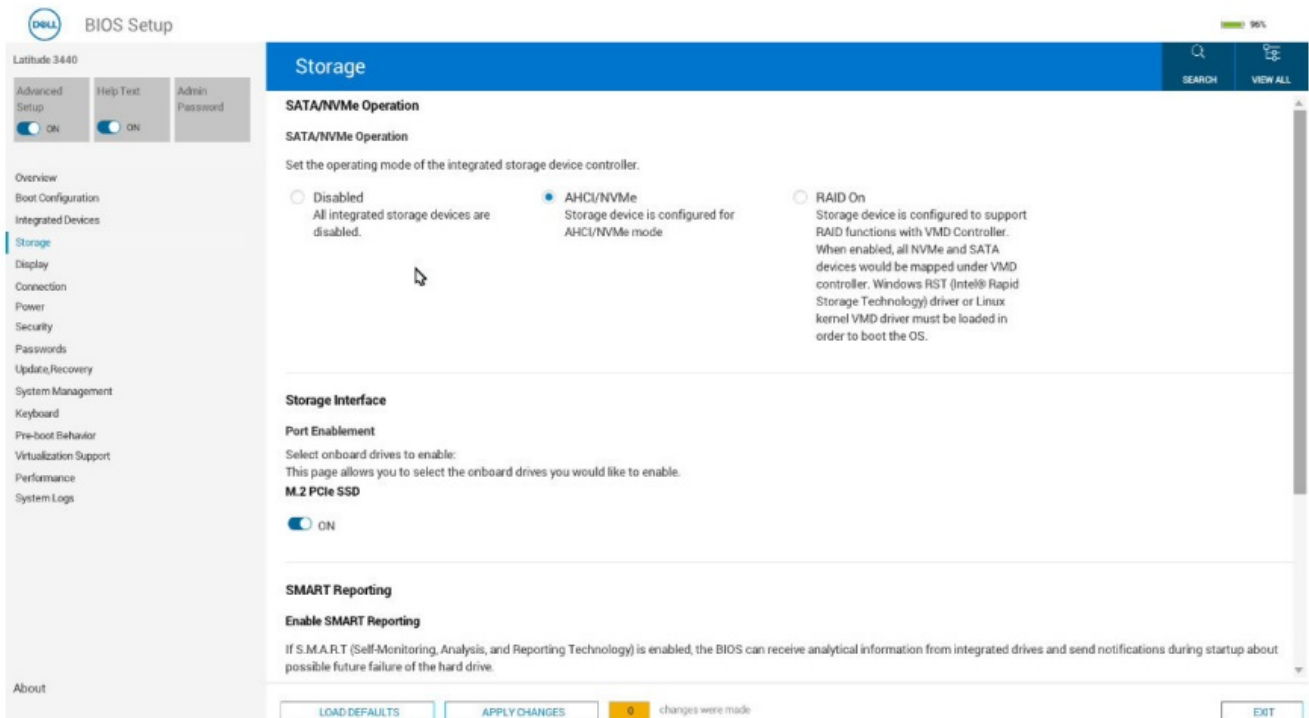 DELL
BIOS Setup
96%
Latitude 3440
Advanced Setup
ON
Help Text
ON
Admin Password
Overview
Boot Configuration
Integrated Devices
Storage
Display
Connection
Power
Security
Passwords
Update,Recovery
System Management
Keyboard
Pre-boot Behavior
Virtualization Support
Performance
System Logs
About
Storage
SEARCH
VIEW ALL
SATA/NVMe Operation
SATA/NVMe Operation
Set the operating mode of the integrated storage device controller.
Disabled
All integrated storage devices are
disabled.
AHCI/NVMe
Storage device is configured for
AHCI/NVMe mode
RAID On
Storage device is configured to support
RAID functions with VMD Controller.
When enabled, all NVMe and SATA
devices would be mapped under VMD
controller. Windows RST (Intel® Rapid
Storage Technology) driver or Linux
kernel VMD driver must be loaded in
order to boot the OS.
Storage Interface
Port Enablement
Select onboard drives to enable:
This page allows you to select the onboard drives you would like to enable.
M.2 PCIe SSD
ON
SMART Reporting
Enable SMART Reporting
If S.M.A.R.T (Self-Monitoring, Analysis, and Reporting Technology) is enabled, the BIOS can receive analytical information from integrated drives and send notifications during startup about
possible future failure of the hard drive.
LOAD DEFAULTS
APPLY CHANGES
0
changes were made
EXIT